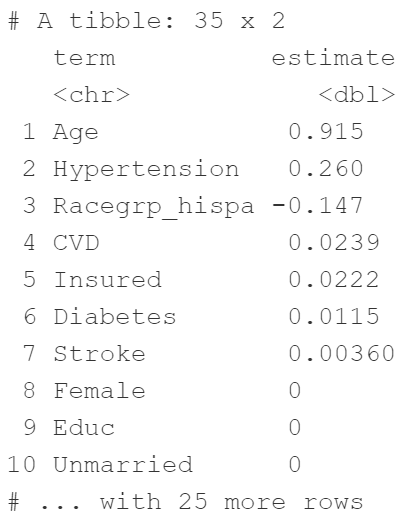 # A tibble: 35 x 2
term estimate
<chr> <dbl>
1 Age 0.915
2 Hypertension 0.260
3 Racegrp_hispa -0.147
4 CVD 0.0239
5 Insured 0.0222
6 Diabetes 0.0115
7 Stroke 0.00360
8 Female 0
9 Educ 0
10 Unmarried 0
# ... with 25 more rows